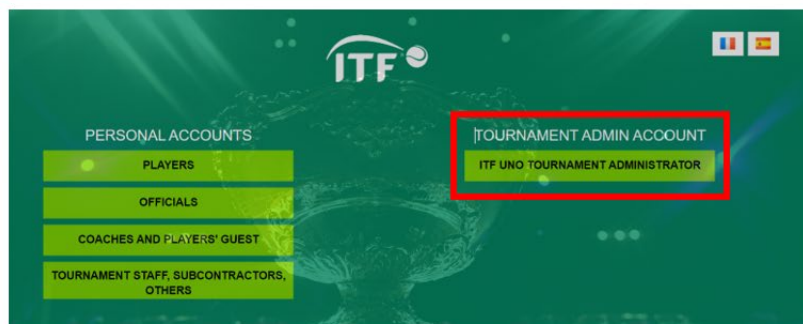 ITF
PERSONAL ACCOUNTS
PLAYERS
OFFICIALS
COACHES AND PLAYERS' GUEST
TOURNAMENT STAFF, SUBCONTRACTORS,
OTHERS
TOURNAMENT ADMIN ACCOUNT
ITF UNO TOURNAMENT ADMINISTRATOR